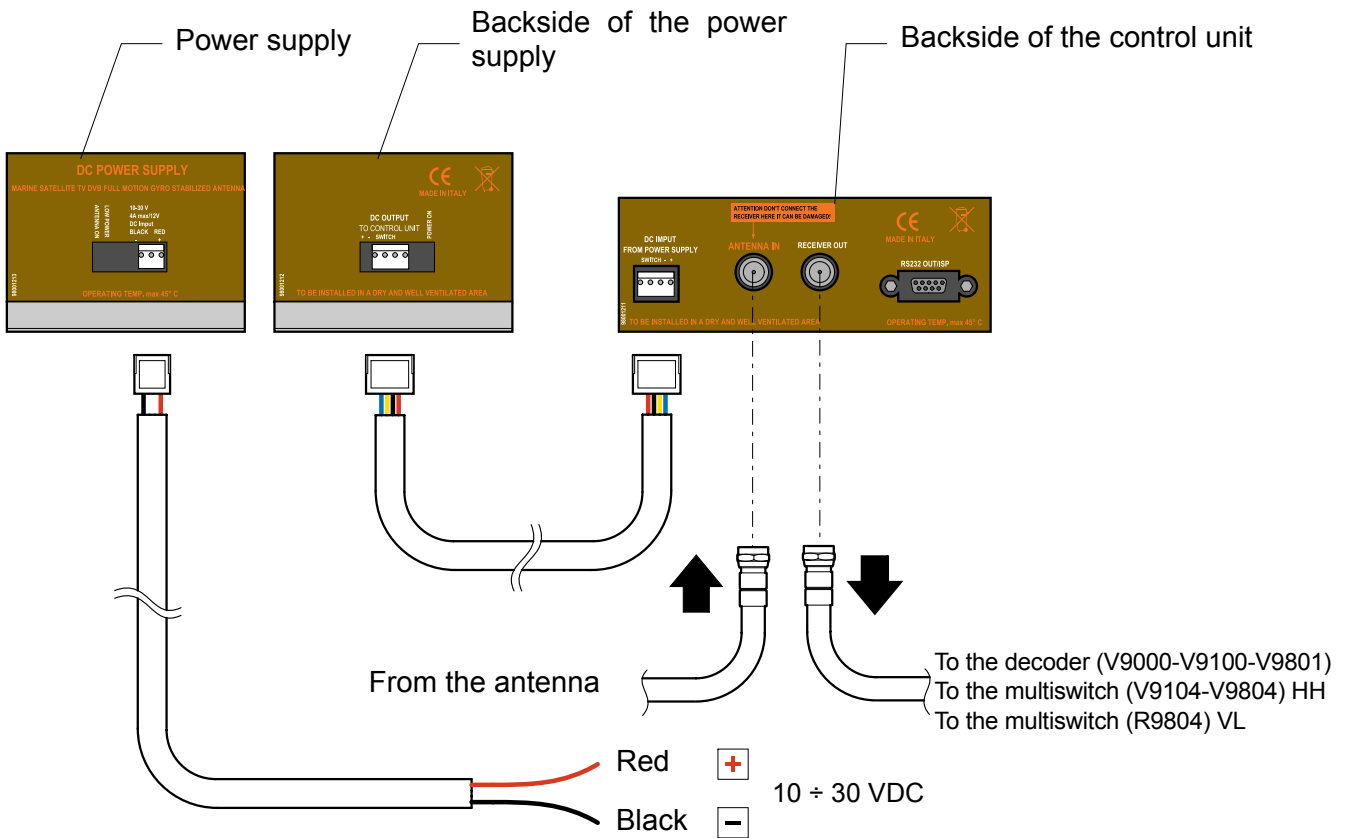 Power supply
Backside of the power
supply
Backside of the control unit
DC POWER SUPPLY
MARINE SATELLITE TV DVB FULL MOTION GYRO STABILIZED ANTENNA
ANTENNA ON
LOW POWER
10-30 V
4A max/12V
DC Input
BLACK RED
- +
98001213
OPERATING TEMP, max 45° C
CE
MADE IN ITALY
DC OUTPUT
TO CONTROL UNIT
+ - SWITCH
POWER ON
98001212
TO BE INSTALLED IN A DRY AND WELL VENTILATED AREA
ATTENTION DON'T CONNECT THE
RECEIVER HERE IT CAN BE DAMAGED!
DC IMPUT
FROM POWER SUPPLY
SWITCH - +
ANTENNA IN
RECEIVER OUT
CE
MADE IN ITALY
RS232 OUT/ISP
98001211
TO BE INSTALLED IN A DRY AND WELL VENTILATED AREA
OPERATING TEMP, max 45° C
From the antenna
To the decoder (V9000-V9100-V9801)
To the multiswitch (V9104-V9804) HH
To the multiswitch (R9804) VL
Red +
10 ÷ 30 VDC
Black -